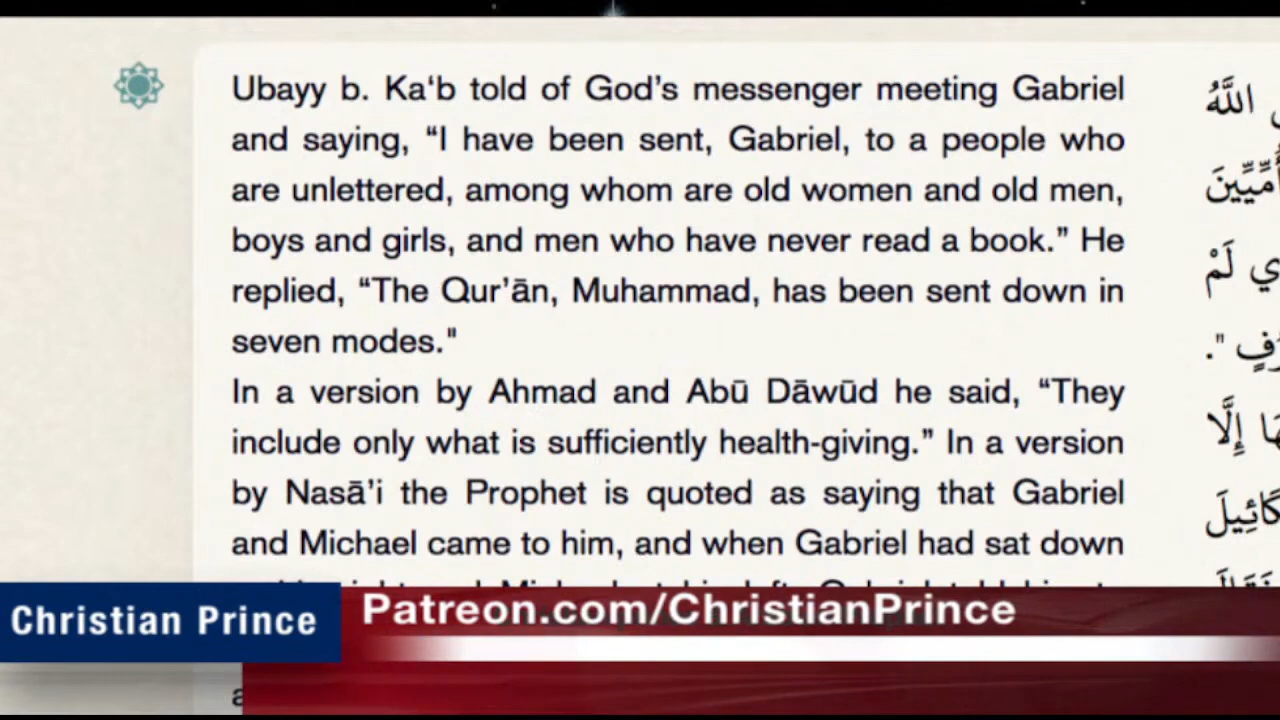 Ubayy b. Ka‘b told of God’s messenger meeting Gabriel
and saying, “I have been sent, Gabriel, to a people who
are unlettered, among whom are old women and old men,
boys and girls, and men who have never read a book.” He
replied, “The Qur’ān, Muhammad, has been sent down in
seven modes."
In a version by Ahmad and Abū Dāwūd he said, “They
include only what is sufficiently health-giving.” In a version
by Nasā’i the Prophet is quoted as saying that Gabriel
and Michael came to him, and when Gabriel had sat down
اللَّهُ
لَمْ
إِلَّا
Christian Prince
Patreon.com/ChristianPrince